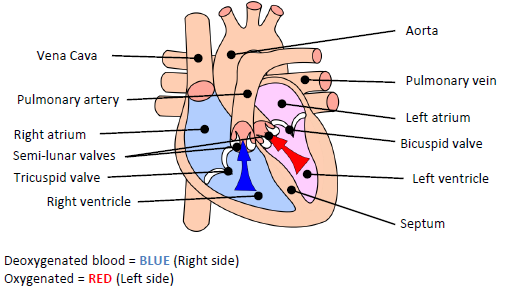 Aorta
Vena Cava
Pulmonary vein
Pulmonary artery
Left atrium
Right atrium
Bicuspid valve
Semi-lunar valves
Tricuspid valve
Left ventricle
Right ventricle
Septum
Deoxygenated blood = BLUE (Right side)
Oxygenated = RED (Left side)